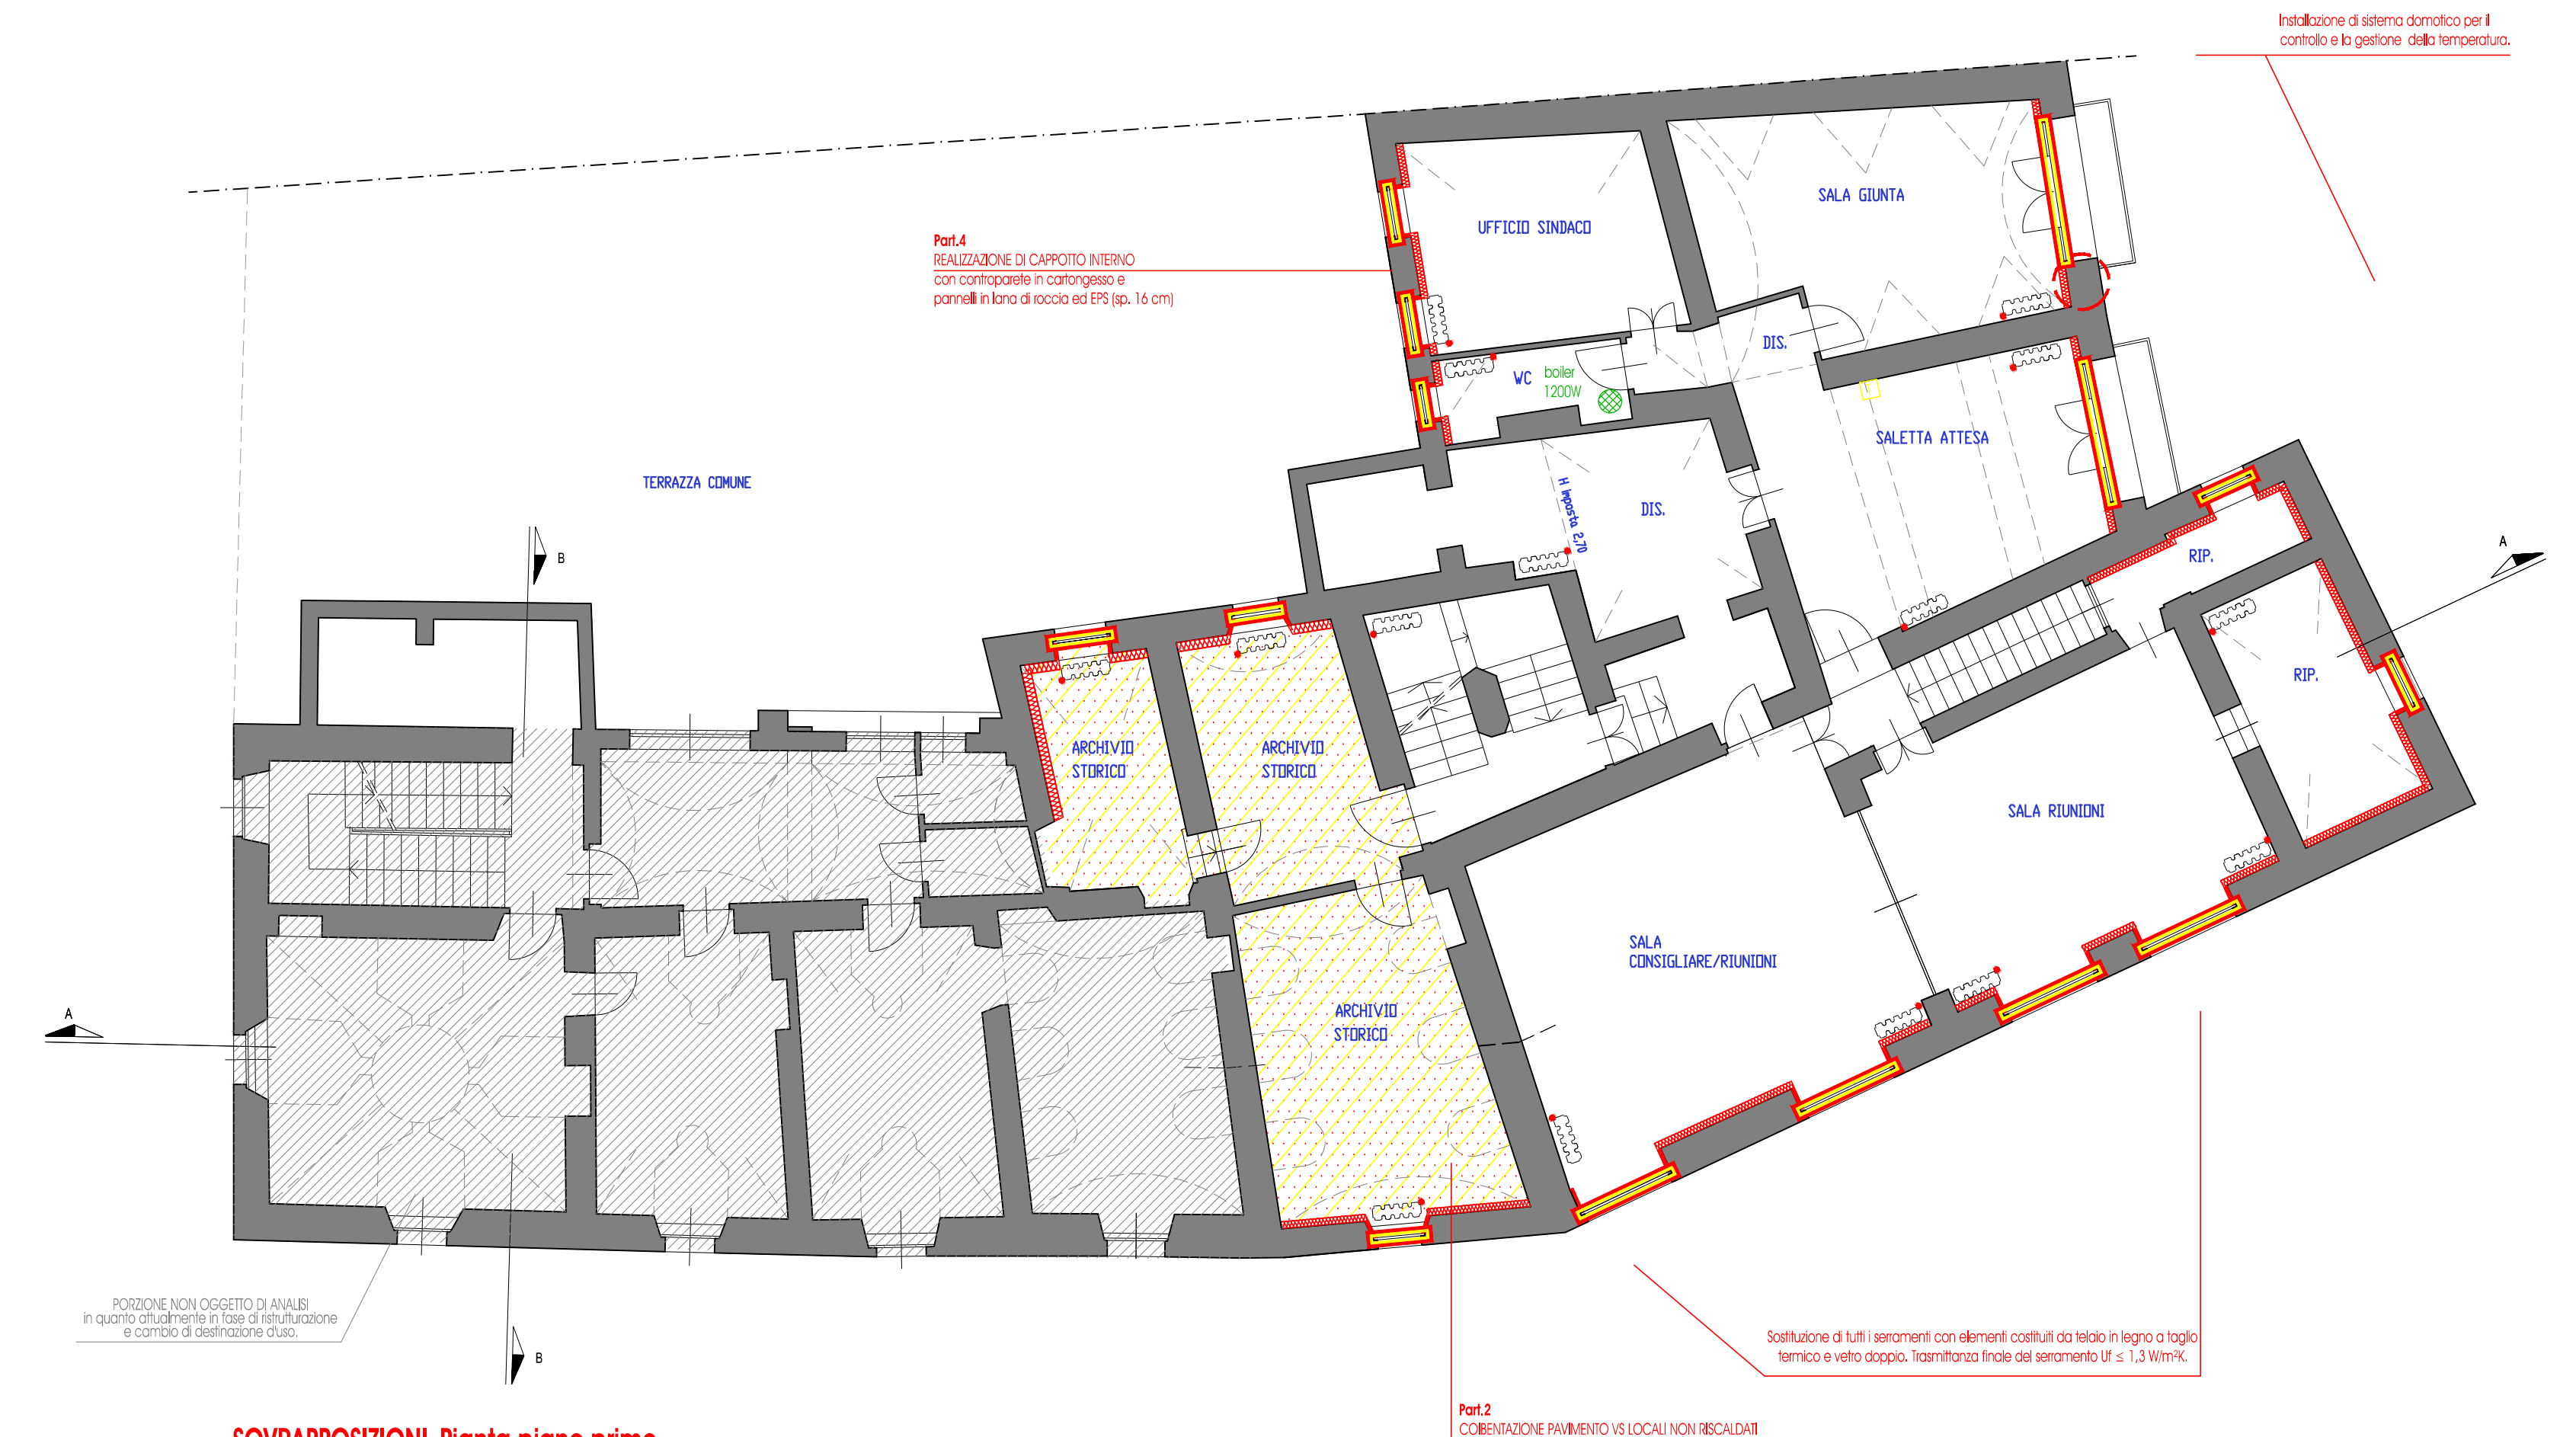 Installazione di sistema domotico per il
controllo e la gestione della temperatura.
SALA GIUNTA
UFFICIO SINDACO
Part.4
REALIZZAZIONE DI CAPPOTTO INTERNO
con controparete in cartongesso e
pannelli in lana di roccia ed EPS (sp. 16 cm)
DIS.
WC
boiler
1200W
SALETTA ATTESA
TERRAZZA COMUNE
H imposta 2,70
DIS.
B
A
RIP.
RIP.
ARCHIVIO
STORICO
ARCHIVIO
STORICO
SALA RIUNIONI
SALA
CONSIGLIARE/RIUNIONI
ARCHIVIO
STORICO
A
PORZIONE NON OGGETTO DI ANALISI
in quanto attualmente in fase di ristrutturazione
e cambio di destinazione d'uso.
B
Sostituzione di tutti i serramenti con elementi costituiti da telaio in legno a taglio
termico e vetro doppio. Trasmittanza finale del serramento Uf ≤ 1,3 W/m²K.
Part.2
COIBENTAZIONE PAVIMENTO VS LOCALI NON RISCALDATI
SOVRAPPOSIZIONI Pianta piano primo